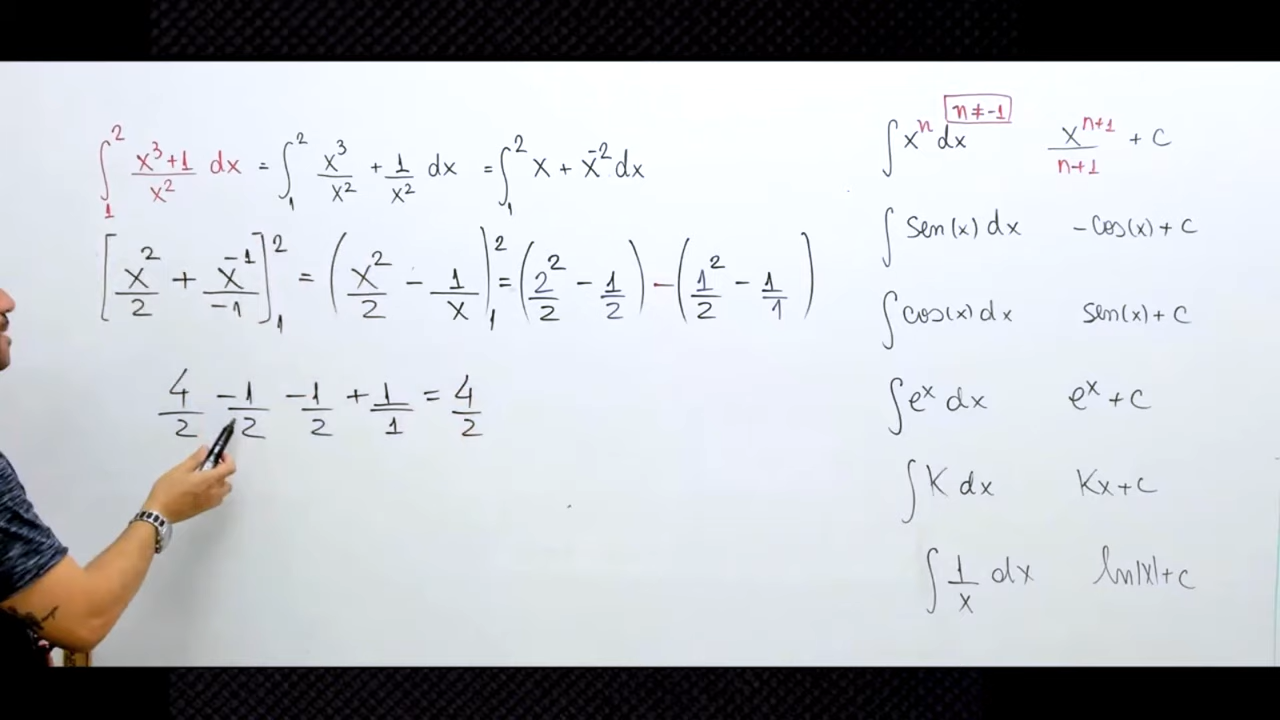 ∫₁² (x³+1)/x² dx = ∫₁² x³/x² + 1/x² dx = ∫₁² x + x⁻² dx
[x²/2 + x⁻¹/-1]₁² = (x²/2 - 1/x)₁² = (2²/2 - 1/2) - (1²/2 - 1/1)
4/2 -1/2 -1/2 + 1/1 = 4/2
n≠-1
∫xⁿ dx xⁿ⁺¹/n+1 + C
∫sen(x) dx -cos(x) + C
∫cos(x) dx sen(x) + C
∫eˣ dx eˣ + C
∫K dx Kx+C
∫1/x dx ln|x|+C